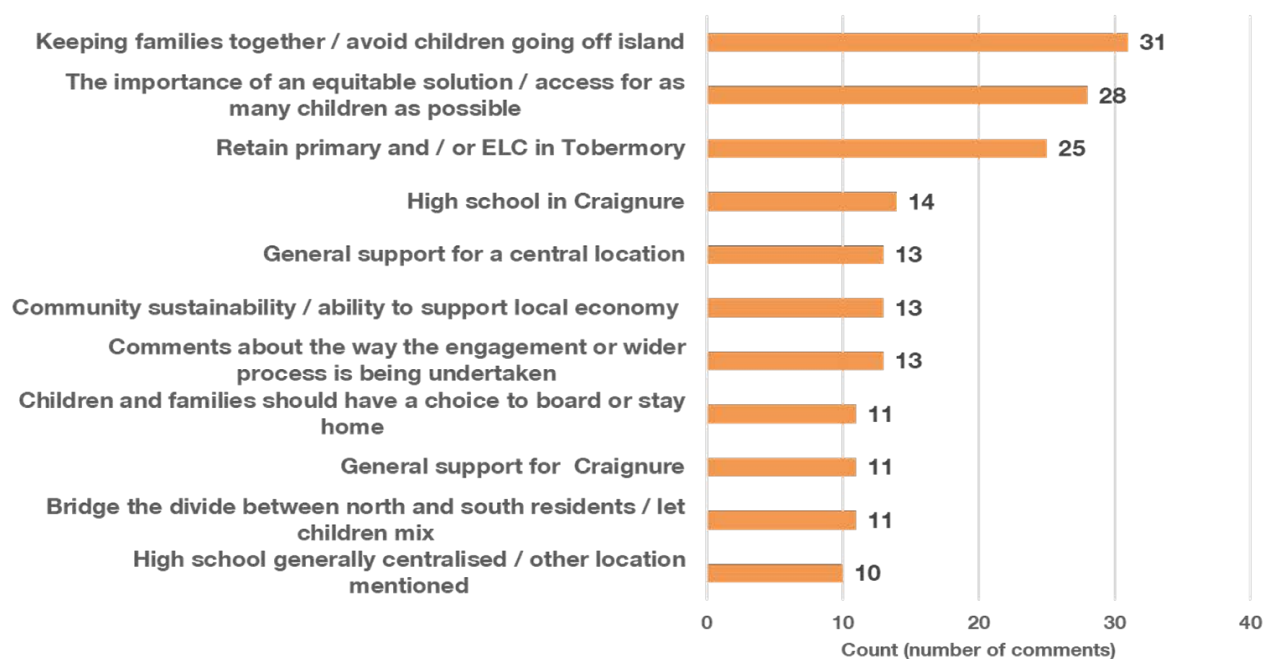 Keeping families together / avoid children going off island
31
The importance of an equitable solution / access for as
many children as possible
28
Retain primary and / or ELC in Tobermory
25
High school in Craignure
14
General support for a central location
13
Community sustainability / ability to support local economy
13
Comments about the way the engagement or wider
process is being undertaken
13
Children and families should have a choice to board or stay
home
11
General support for Craignure
11
Bridge the divide between north and south residents / let
children mix
11
High school generally centralised / other location
mentioned
10
0 10 20 30 40
Count (number of comments)